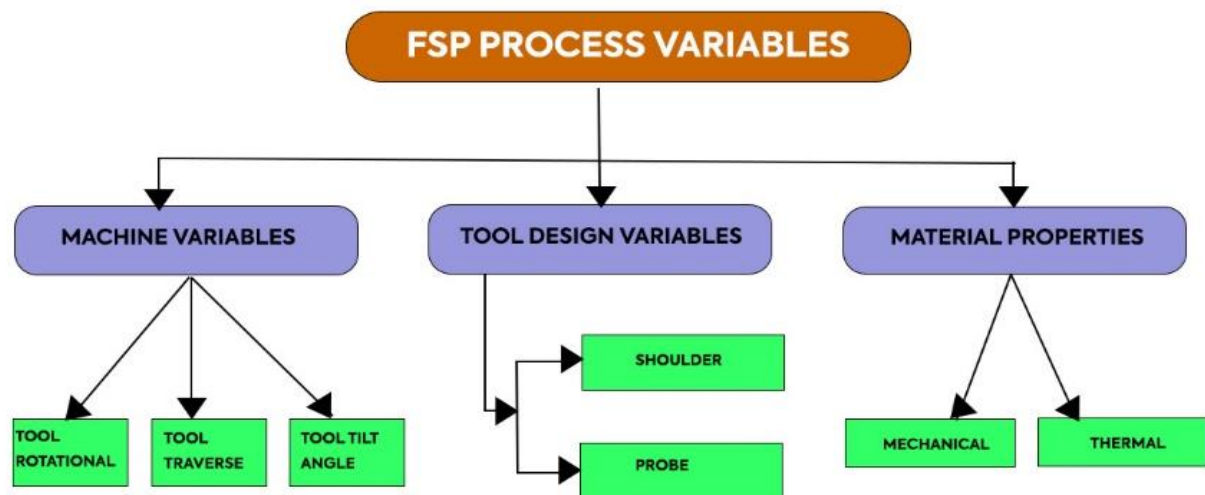 FSP PROCESS VARIABLES
MACHINE VARIABLES
TOOL DESIGN VARIABLES
MATERIAL PROPERTIES
SHOULDER
TOOL
ROTATIONAL
TOOL
TRAVERSE
TOOL TILT
ANGLE
PROBE
MECHANICAL
THERMAL